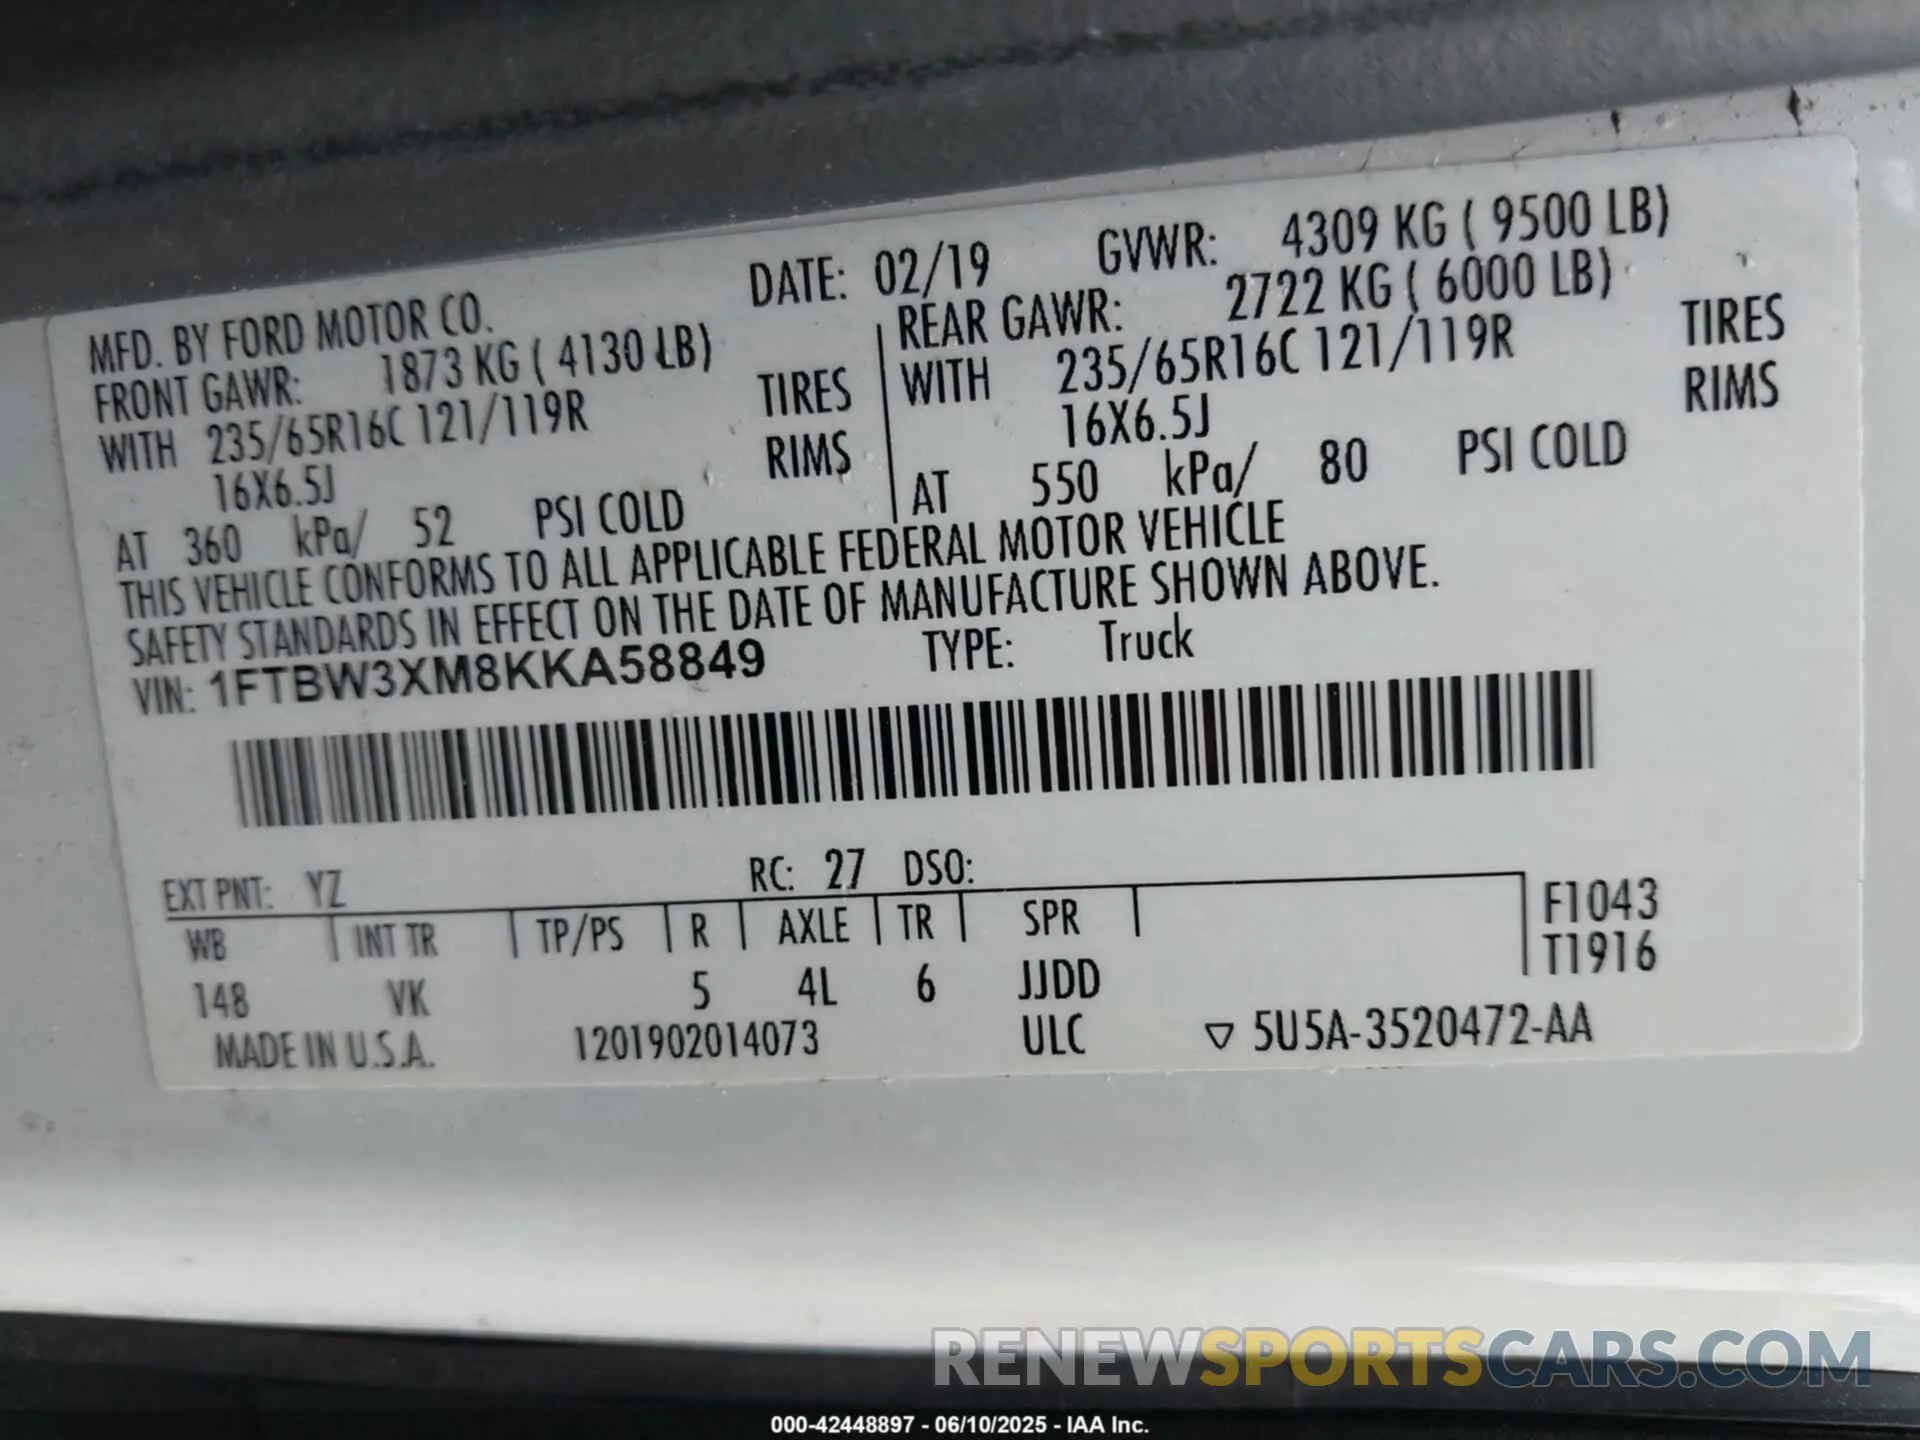 MFD. BY FORD MOTOR CO. DATE: 02/19 GVWR: 4309 KG ( 9500 LB)
FRONT GAWR: 1873 KG ( 4130 LB) REAR GAWR: 2722 KG ( 6000 LB)
WITH 235/65R16C 121/119R TIRES WITH 235/65R16C 121/119R TIRES
16X6.5J RIMS 16X6.5J RIMS
AT 360 kPa/ 52 PSI COLD AT 550 kPa/ 80 PSI COLD
THIS VEHICLE CONFORMS TO ALL APPLICABLE FEDERAL MOTOR VEHICLE
SAFETY STANDARDS IN EFFECT ON THE DATE OF MANUFACTURE SHOWN ABOVE.
VIN: 1FTBW3XM8KKA58849 TYPE: Truck
EXT PNT: YZ RC: 27 DSO:
WB INT TR TP/PS R AXLE TR SPR F1043
T1916
148 VK 5 4L 6 JJDD
MADE IN U.S.A. 1201902014073 ULC ▽ 5U5A-3520472-AA
RENEWSPORTSCARS.COM
000-42448897 - 06/10/2025 - IAA Inc.